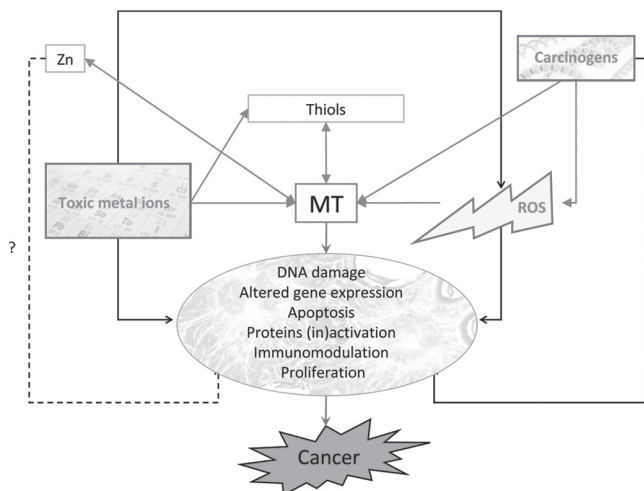 Zn
Carcinogens
Thiols
Toxic metal ions
MT
ROS
?
DNA damage
Altered gene expression
Apoptosis
Proteins (in)activation
Immunomodulation
Proliferation
Cancer